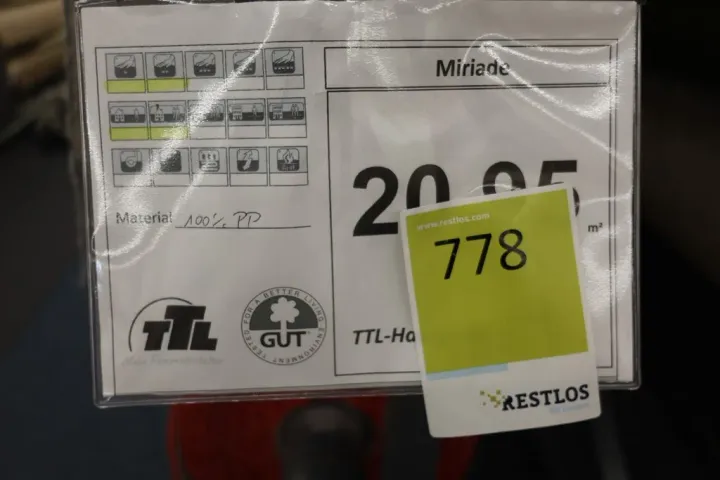 Miriade
20.95
m²
Material 100% PP
TTL
FOR A BETTER LIVING ENVIRONMENT TESTED
GUT
TTL-Ha
www.restlos.com
778
RESTLOS